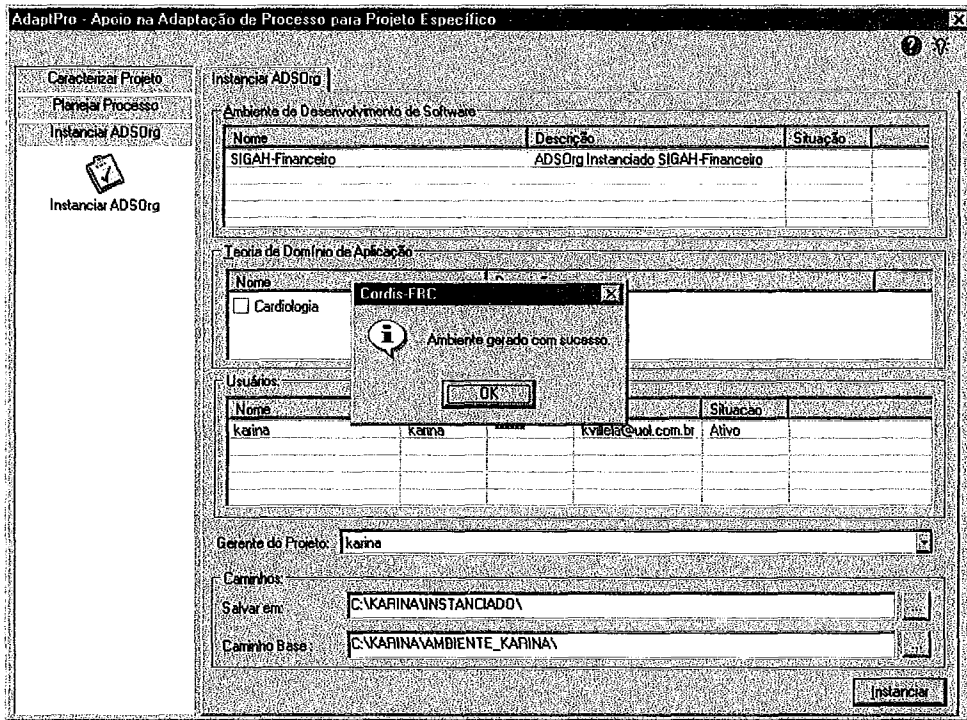 AdaptPro - Apoio na Adaptação de Processo para Projeto Específico
Caracterizar Projeto
Planejar Processo
Instanciar ADSOrg
Instanciar ADSOrg
Instanciar ADSOrg
Ambiente de Desenvolvimento de Software
Nome Descrição Situação
SIGAH-Financeiro ADSOrg Instanciado SIGAH-Financeiro
Teoria de Domínio de Aplicação
Nome
Cardiologia
Cordis-FBC
Ambiente gerado com sucesso.
OK
Usuários:
Nome Situacao
karina karina ****** kvillela@uol.com.br Ativo
Gerente do Projeto: karina
Caminhos:
Salvar em: C:\KARINA\INSTANCIADO\ ...
Caminho Base : C:\KARINA\AMBIENTE_KARINA\ ...
Instanciar